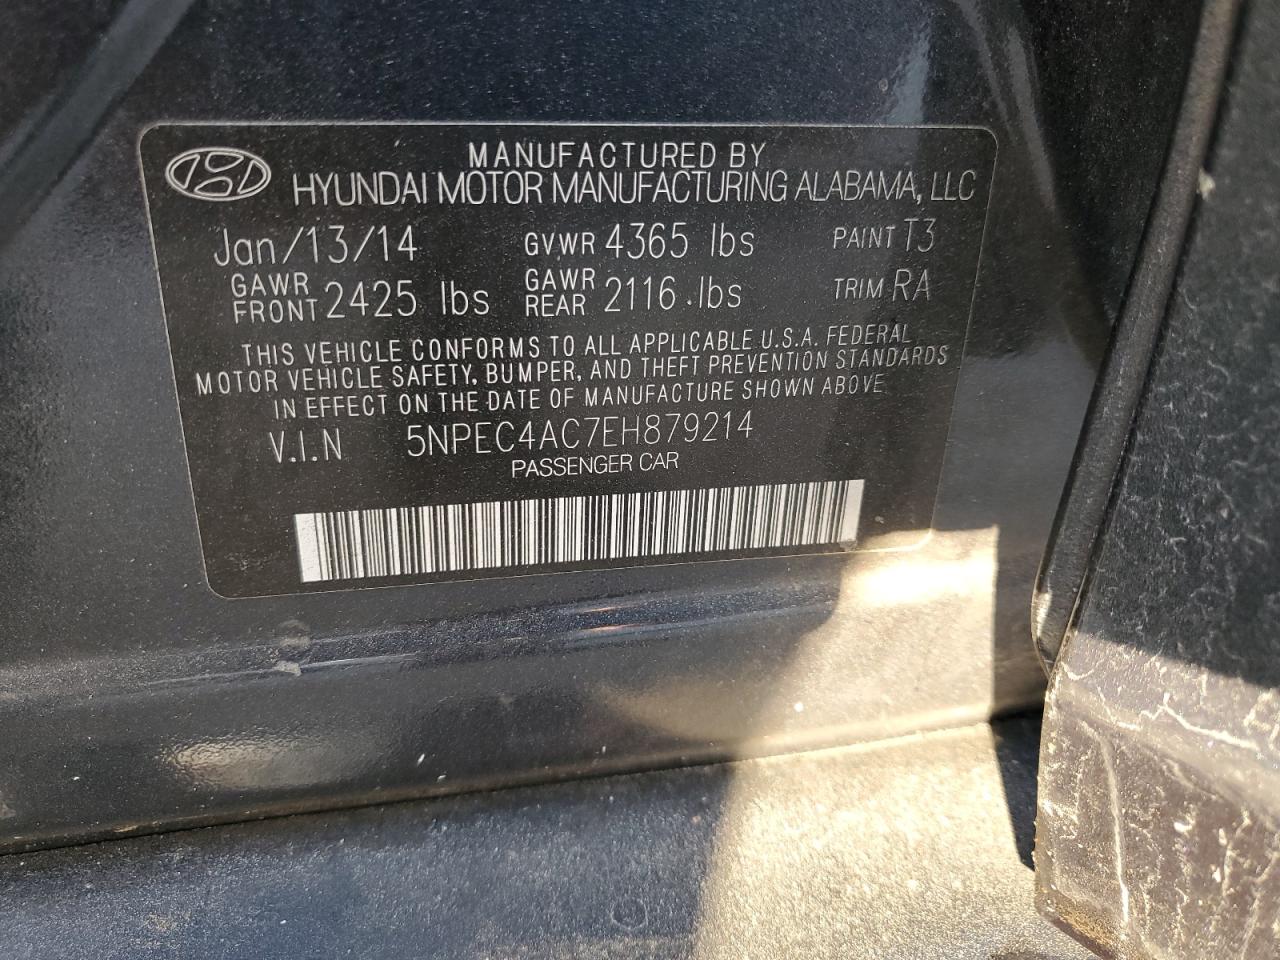 MANUFACTURED BY
HYUNDAI MOTOR MANUFACTURING ALABAMA, LLC
Jan/13/14 GVWR 4365 lbs PAINT T3
GAWR FRONT 2425 lbs GAWR REAR 2116 lbs TRIM RA
THIS VEHICLE CONFORMS TO ALL APPLICABLE U.S.A. FEDERAL
MOTOR VEHICLE SAFETY, BUMPER, AND THEFT PREVENTION STANDARDS
IN EFFECT ON THE DATE OF MANUFACTURE SHOWN ABOVE
V.I.N 5NPEC4AC7EH879214
PASSENGER CAR